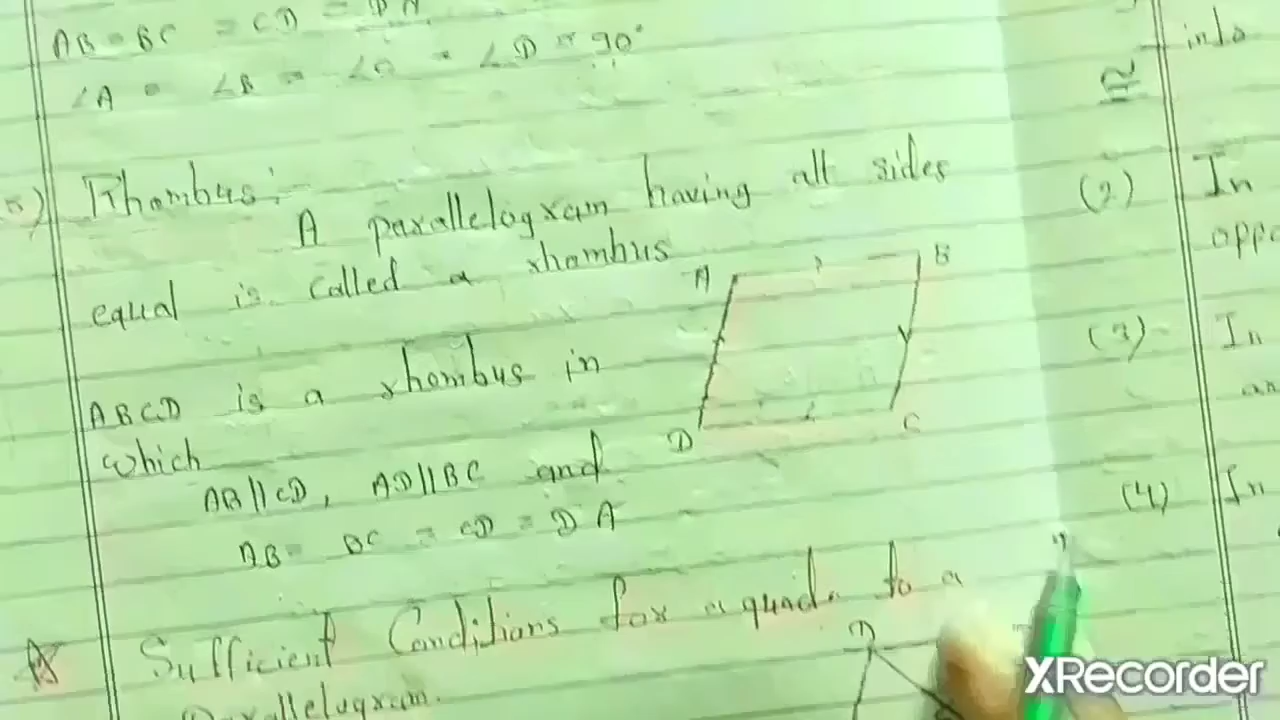 AB = BC = CD = DA
∠A = ∠B = ∠C = ∠D = 90°
5) Rhombus:-
A parallelogram having all sides
equal is called a rhombus
A B
D C
ABCD is a rhombus in
which
AB||CD, AD||BC and
AB = BC = CD = DA
Sufficient Conditions for a quad. to a
parallelogram.
D
into
≅
(2) In
oppo
(3) In
an
(4) In
XRecorder